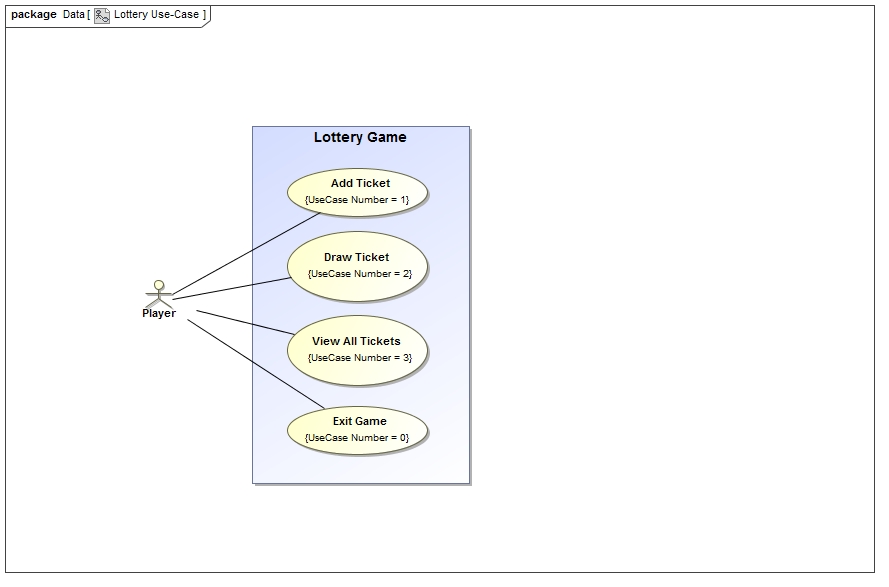 package Data [ Lottery Use-Case ]
Lottery Game
Add Ticket
{UseCase Number = 1}
Draw Ticket
{UseCase Number = 2}
Player
View All Tickets
{UseCase Number = 3}
Exit Game
{UseCase Number = 0}